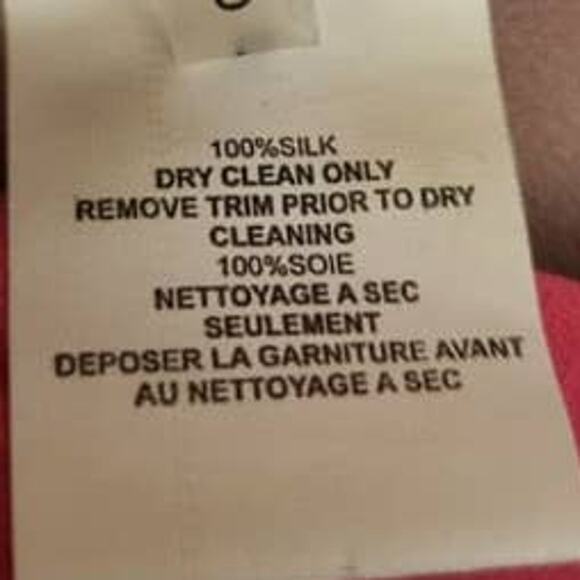 100%SILK
DRY CLEAN ONLY
REMOVE TRIM PRIOR TO DRY
CLEANING
100%SOIE
NETTOYAGE A SEC
SEULEMENT
DEPOSER LA GARNITURE AVANT
AU NETTOYAGE A SEC